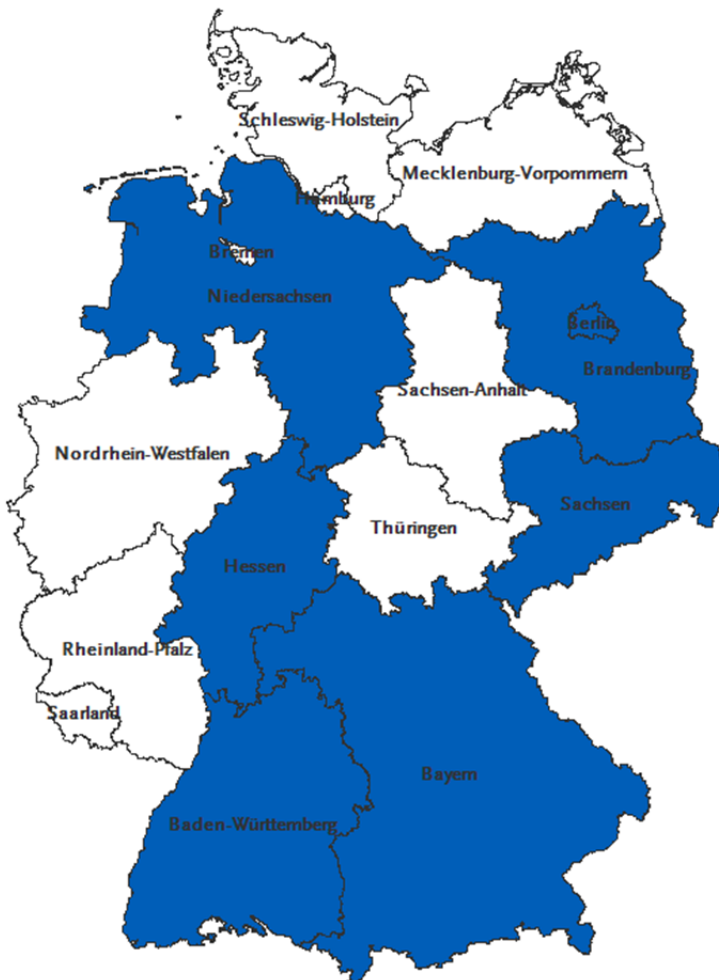 Schleswig-Holstein
Mecklenburg-Vorpommern
Hamburg
Bremen
Niedersachsen
Berlin
Brandenburg
Sachsen-Anhalt
Nordrhein-Westfalen
Sachsen
Thüringen
Hessen
Rheinland-Pfalz
Saarland
Bayern
Baden-Württemberg